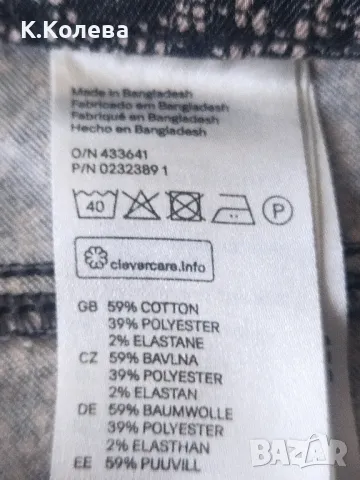 К.Колева
Made in Bangladesh
Fabricado em Bangladesh
Fabriqué en Bangladesh
Hecho en Bangladesh
O/N 433641
P/N 0232389 1
40 P
clevercare.info
GB 59% COTTON
39% POLYESTER
2% ELASTANE
CZ 59% BAVLNA
39% POLYESTER
2% ELASTAN
DE 59% BAUMWOLLE
39% POLYESTER
2% ELASTHAN
EE 59% PUUVILL
BAZAR